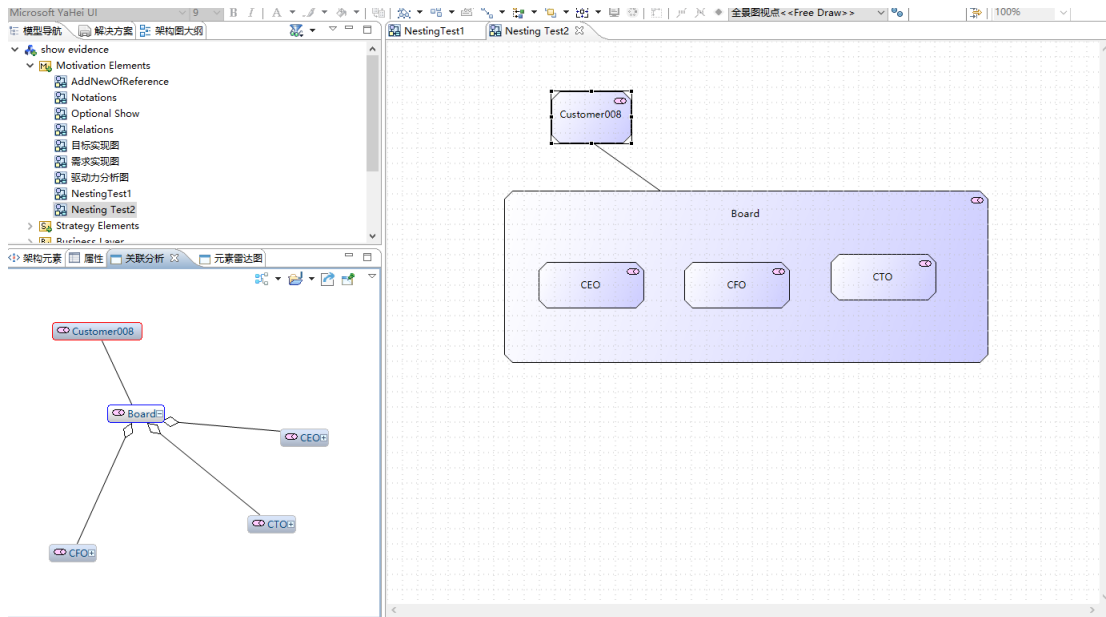 Microsoft YaHei UI 9 B I A 全景图视点<<Free Draw>> 100%
模型导航 解决方案 架构图大纲
NestingTest1 Nesting Test2
show evidence
Motivation Elements
AddNewOfReference
Notations
Optional Show
Relations
目标实现图
需求实现图
驱动力分析图
NestingTest1
Nesting Test2
Strategy Elements
Business Layer
架构元素 属性 关联分析 元素雷达图
Customer008
Board
CEO
CTO
CFO
Customer008
Board
CEO
CFO
CTO